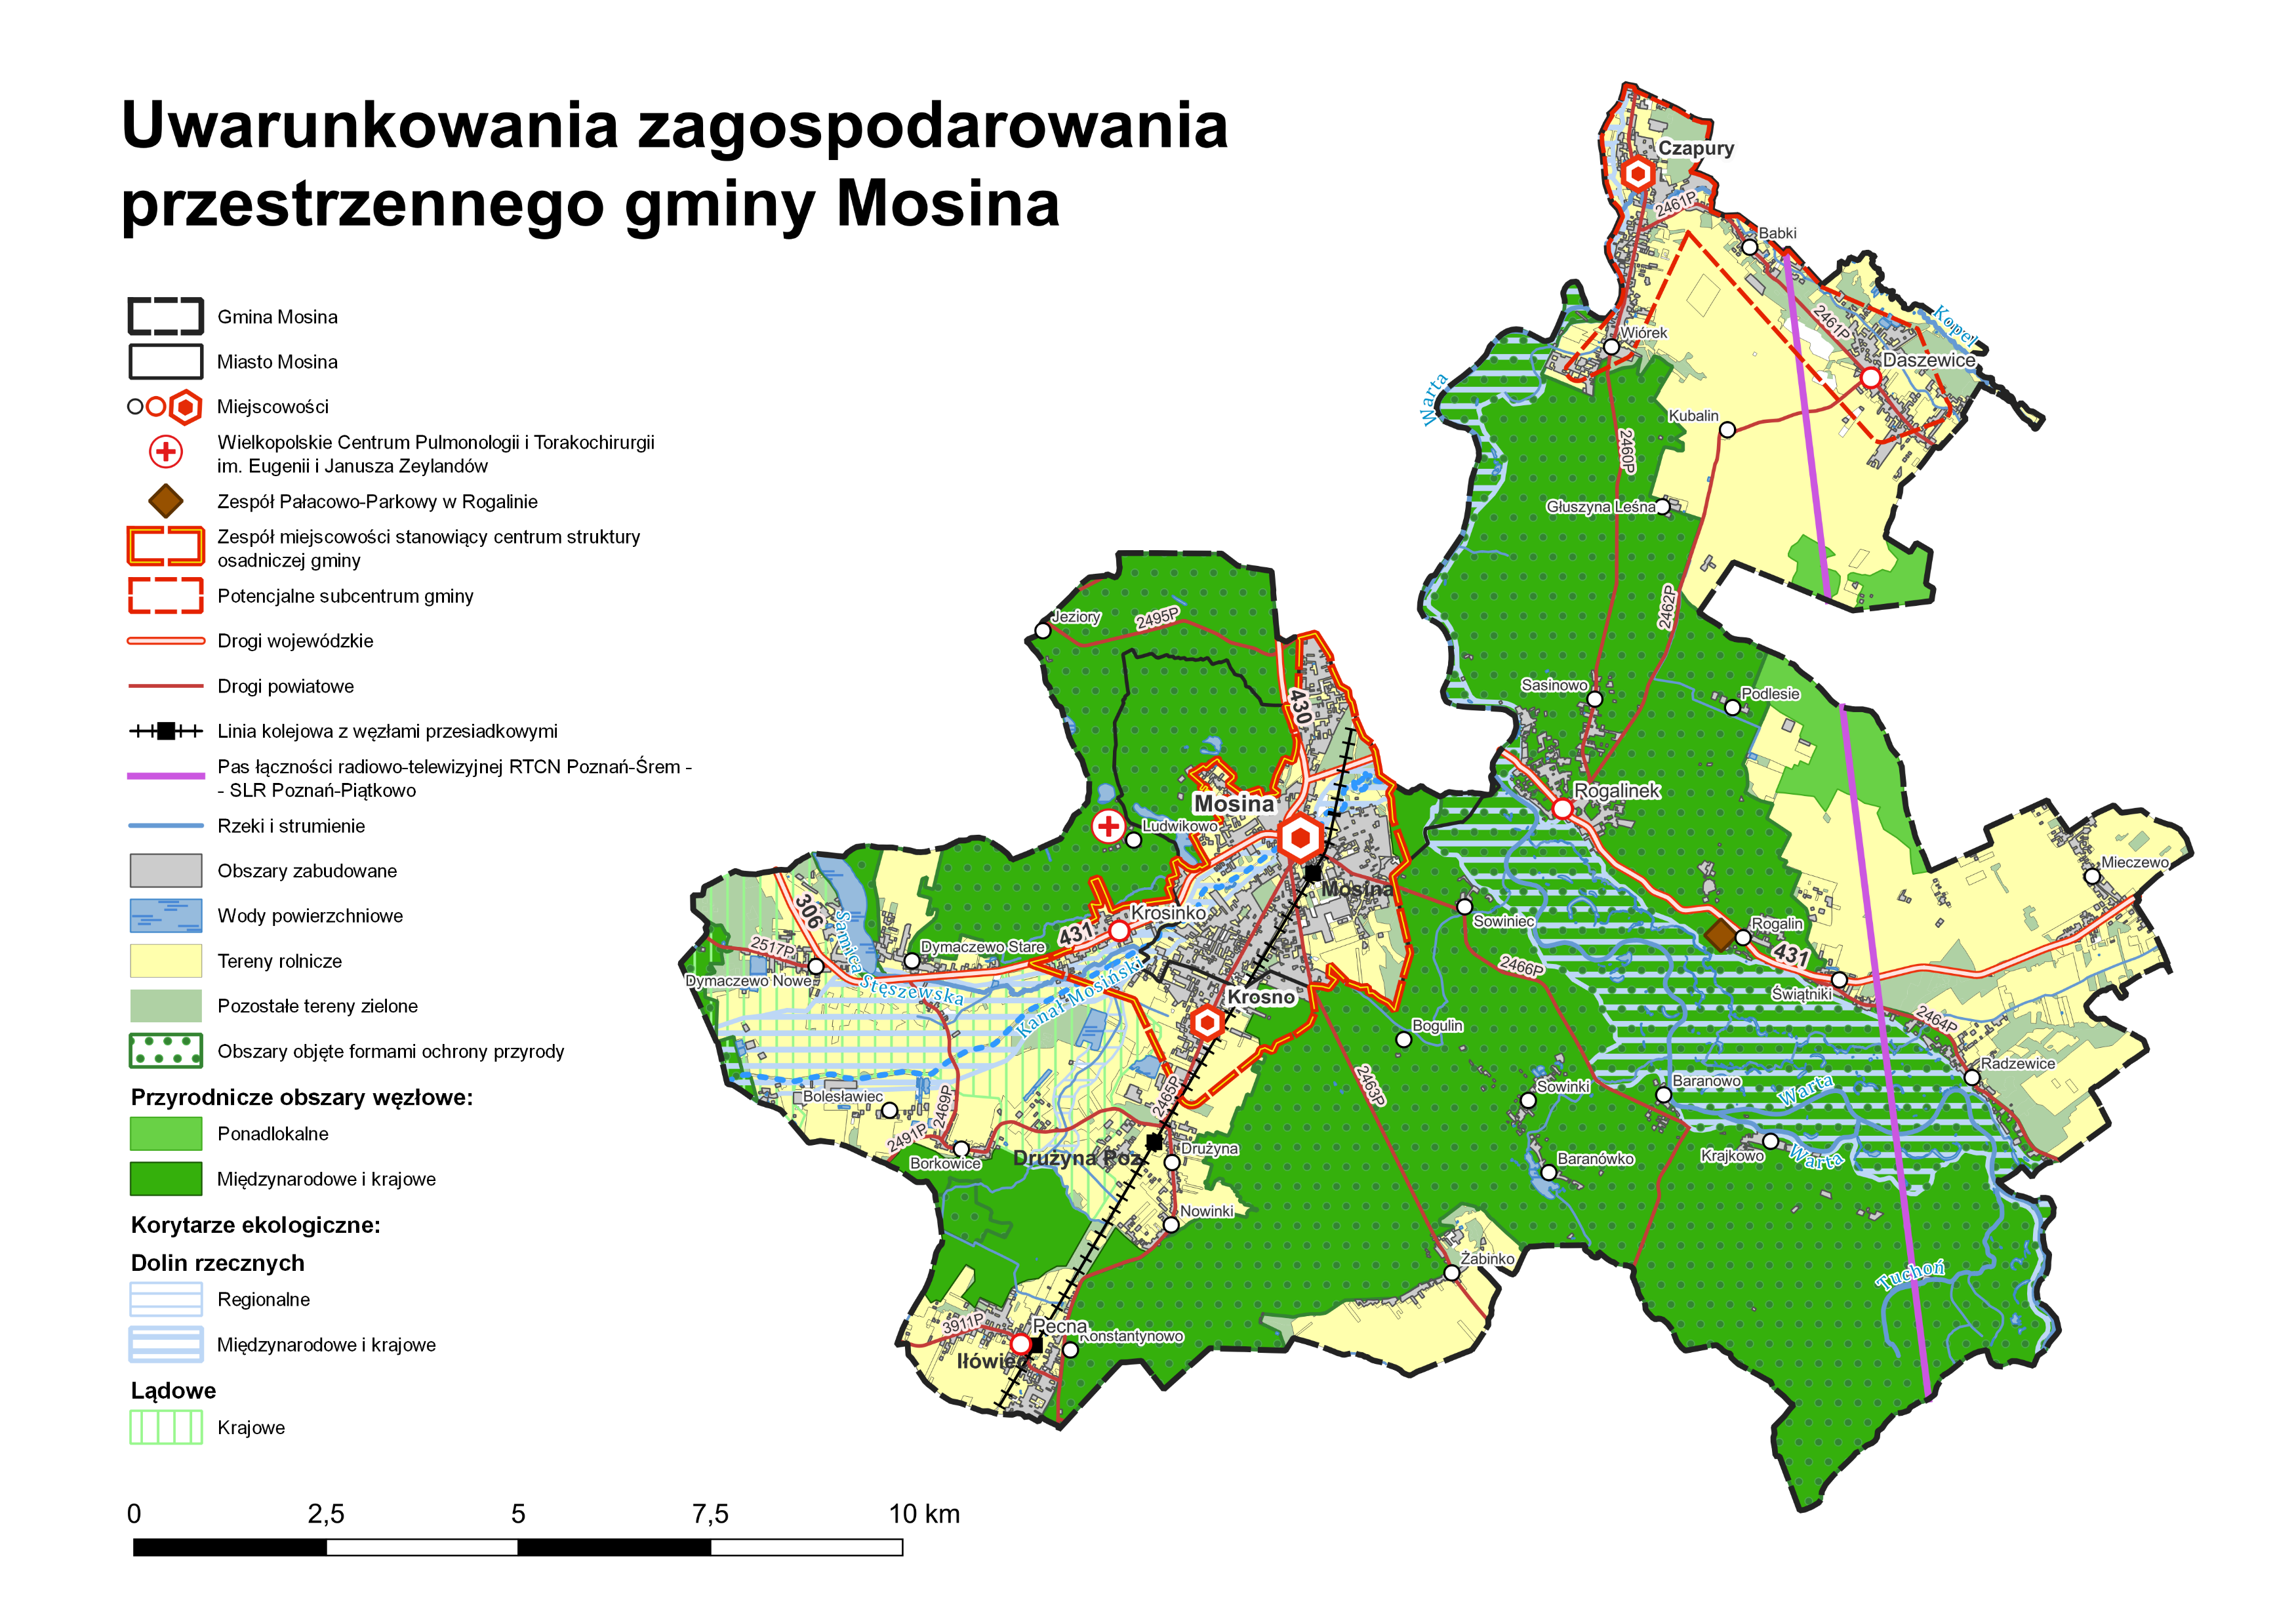 Uwarunkowania zagospodarowania
przestrzennego gminy Mosina
Gmina Mosina
Miasto Mosina
Miejscowości
Wielkopolskie Centrum Pulmonologii i Torakochirurgii
im. Eugenii i Janusza Zeylandów
Zespół Pałacowo-Parkowy w Rogalinie
Zespół miejscowości stanowiący centrum struktury
osadniczej gminy
Potencjalne subcentrum gminy
Drogi wojewódzkie
Drogi powiatowe
Linia kolejowa z węzłami przesiadkowymi
Pas łączności radiowo-telewizyjnej RTCN Poznań-Śrem -
- SLR Poznań-Piątkowo
Rzeki i strumienie
Obszary zabudowane
Wody powierzchniowe
Tereny rolnicze
Pozostałe tereny zielone
Obszary objęte formami ochrony przyrody
Przyrodnicze obszary węzłowe:
Ponadlokalne
Międzynarodowe i krajowe
Korytarze ekologiczne:
Dolin rzecznych
Regionalne
Międzynarodowe i krajowe
Lądowe
Krajowe
0 2,5 5 7,5 10 km
Czapury
2461P
Babki
Kopel
2461P
Wiórek
Daszewice
Warta
Kubalin
2460P
Głuszyna Leśna
2462P
Jeziory
2495P
Sasinowo
Podlesie
430
Rogalinek
Mosina
Ludwikowo
Mieczewo
Mosina
Krosinko
Sowiniec
Rogalin
306
431
431
Samica Stęszewska
2517P
Dymaczewo Stare
Dymaczewo Nowe
2466P
Świątniki
Kanał Mosiński
Krosno
2464P
Bogulin
Radzewice
Bolesławiec
2469P
2465P
2463P
Sowinki
Baranowo
Warta
2491P
Borkowice
Drużyna Poz.
Drużyna
Baranówko
Krajkowo
Warta
Nowinki
Żabinko
Tuchoń
3911P
Pecna
Konstantynowo
Iłówiec